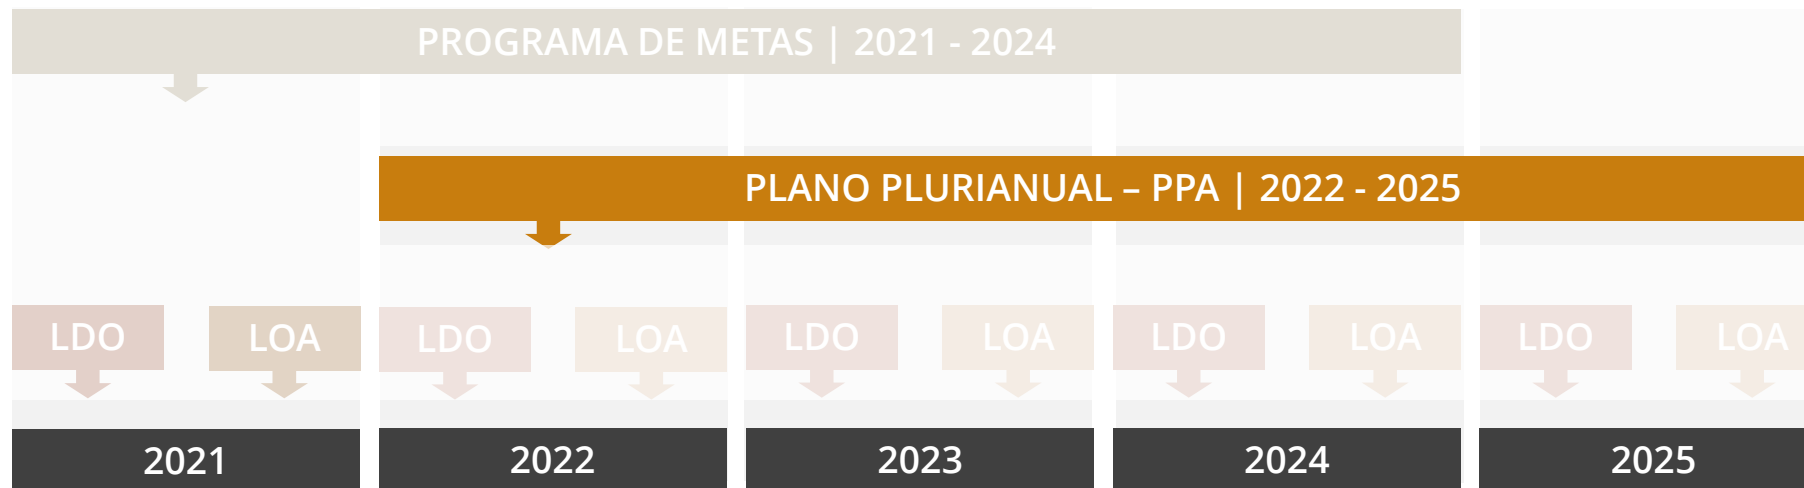 PROGRAMA DE METAS | 2021 - 2024
PLANO PLURIANUAL – PPA | 2022 - 2025
LDO LOA LDO LOA LDO LOA LDO LOA LDO LOA
2021 2022 2023 2024 2025